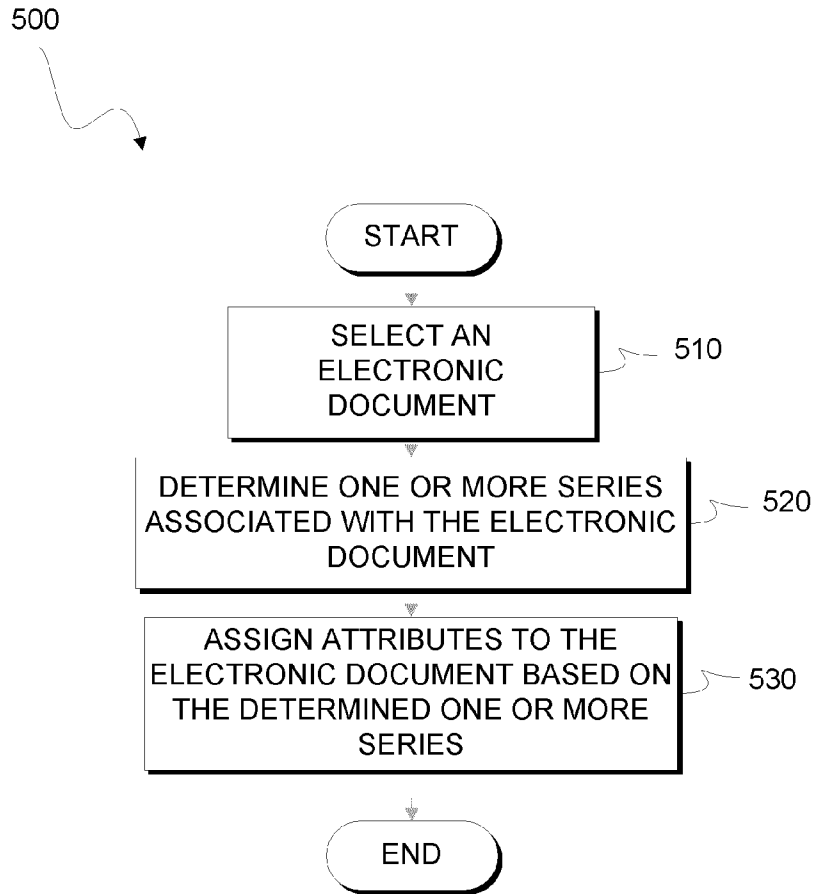 500
START
SELECT AN
ELECTRONIC
DOCUMENT
510
DETERMINE ONE OR MORE SERIES
ASSOCIATED WITH THE ELECTRONIC
DOCUMENT
520
ASSIGN ATTRIBUTES TO THE
ELECTRONIC DOCUMENT BASED ON
THE DETERMINED ONE OR MORE
SERIES
530
END